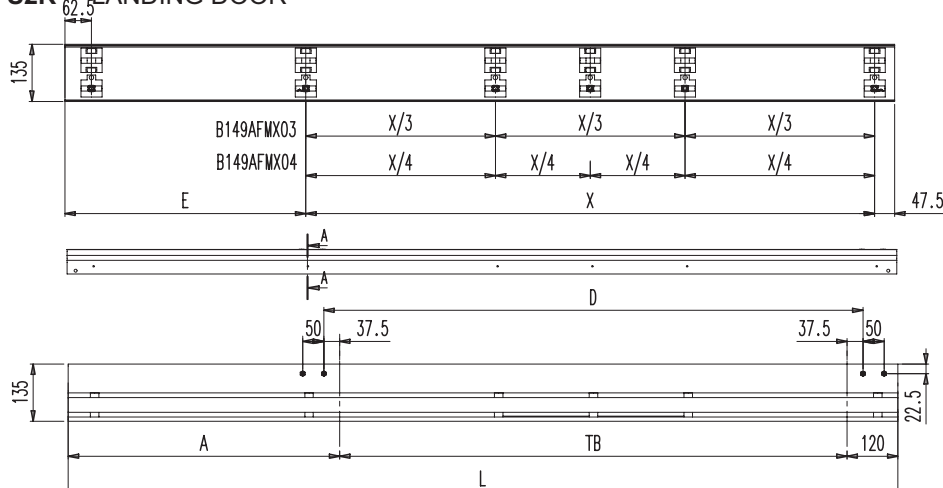 LANDING DOOR
62.5
135
B149AFMX03 X/3 X/3 X/3
B149AFMX04 X/4 X/4 X/4 X/4
E X 47.5
A
A
D
50 37.5 37.5 50
135
22.5
A TB 120
L